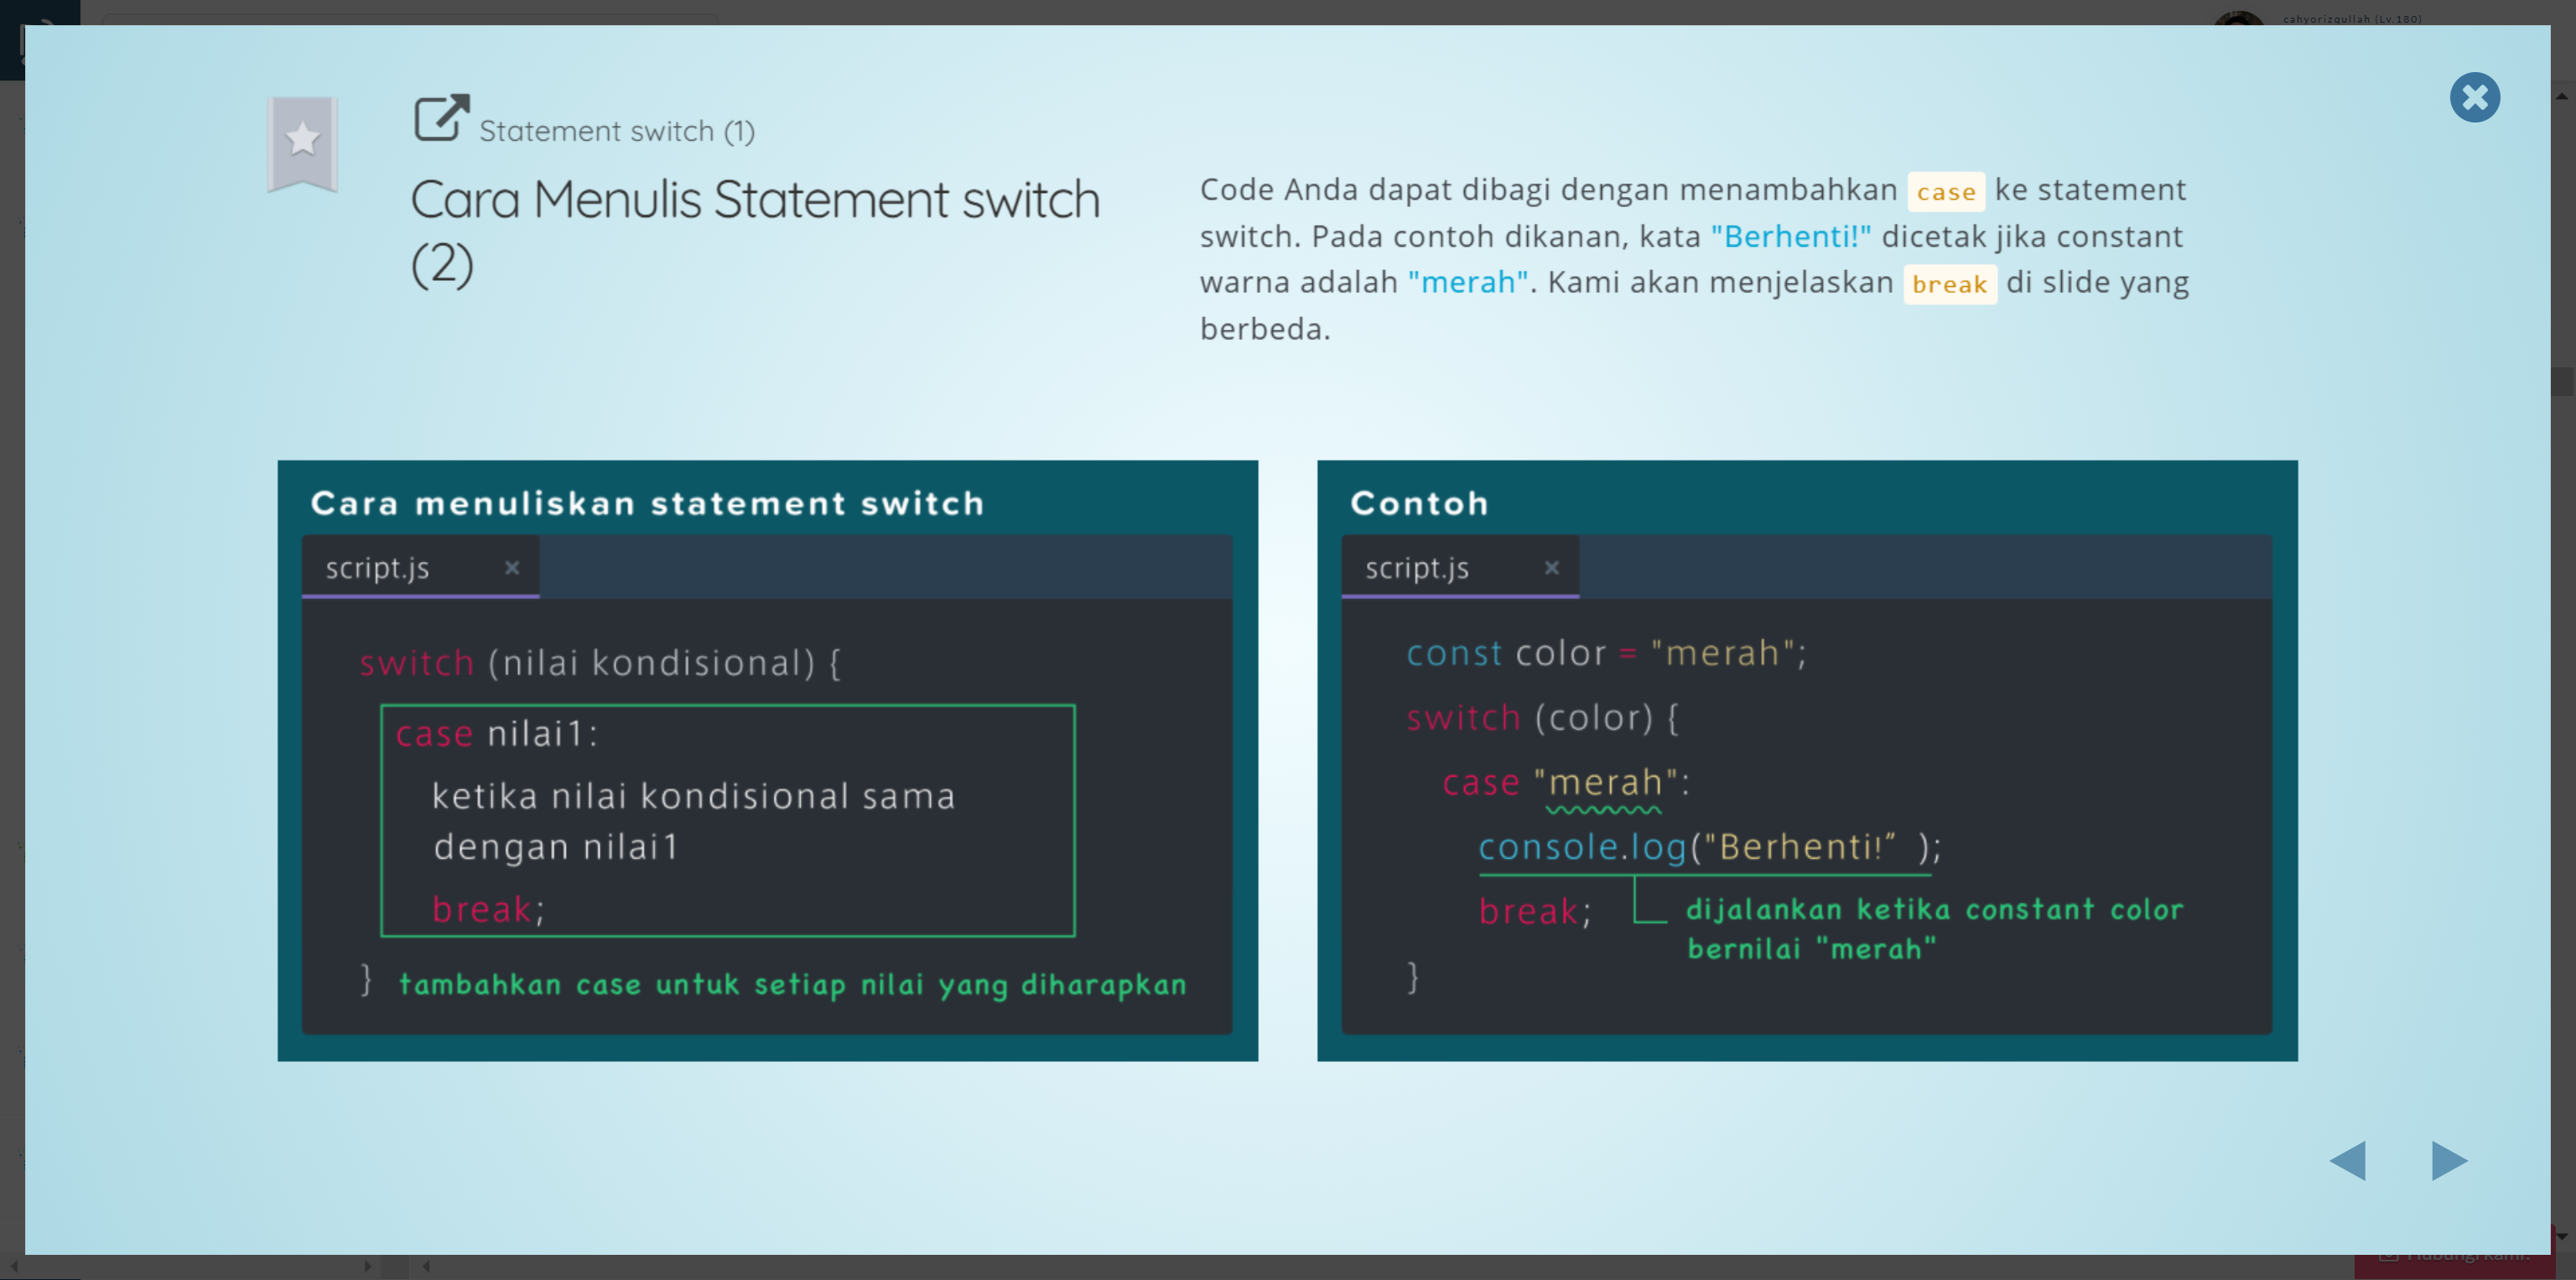 cahyorizqullah (Lv.180)
Statement switch (1)
Cara Menulis Statement switch
(2)
Code Anda dapat dibagi dengan menambahkan case ke statement
switch. Pada contoh dikanan, kata "Berhenti!" dicetak jika constant
warna adalah "merah". Kami akan menjelaskan break di slide yang
berbeda.
Cara menuliskan statement switch
script.js ×
switch (nilai kondisional) {
case nilai1:
ketika nilai kondisional sama
dengan nilai1
break;
} tambahkan case untuk setiap nilai yang diharapkan
Contoh
script.js ×
const color = "merah";
switch (color) {
case "merah":
console.log("Berhenti!” );
break; dijalankan ketika constant color
bernilai "merah"
}
Hubungi kami!